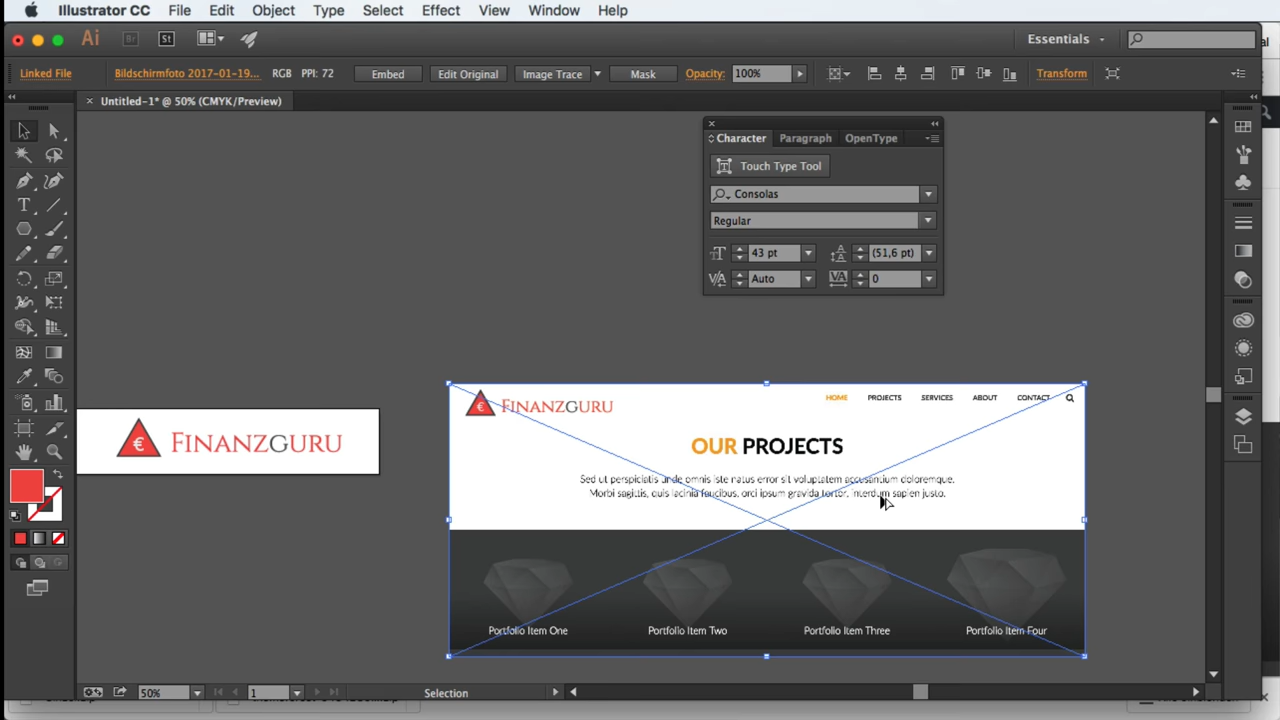 Illustrator CC File Edit Object Type Select Effect View Window Help
Ai Br St Essentials
Linked File Bildschirmfoto 2017-01-19... RGB PPI: 72 Embed Edit Original Image Trace Mask Opacity: 100% Transform
× Untitled-1* @ 50% (CMYK/Preview)
Character Paragraph OpenType
Touch Type Tool
Consolas
Regular
43 pt (51,6 pt)
Auto 0
€ FINANZGURU
€ FINANZGURU HOME PROJECTS SERVICES ABOUT CONTACT
OUR PROJECTS
Sed ut perspiciatis unde omnis iste natus error sit voluptatem accusantium doloremque.
Morbi sagittis, quis lacinia faucibus, orci ipsum gravida tortor, interdum sapien justo.
Portfolio Item One Portfolio Item Two Portfolio Item Three Portfolio Item Four
50% 1 Selection